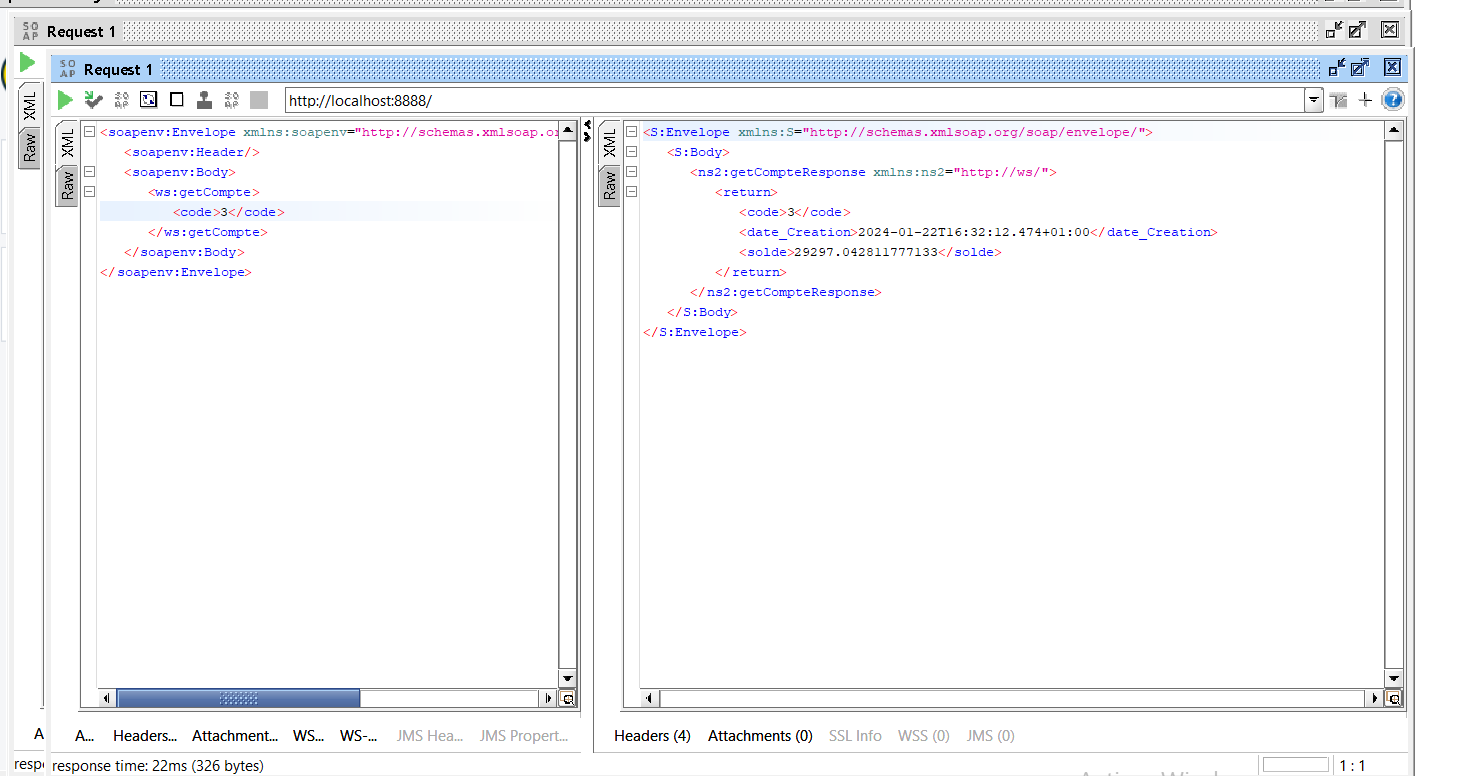 SO
AP
Request 1
SO
AP
Request 1
http://localhost:8888/
XML
Raw
XML
Raw
<soapenv:Envelope xmlns:soapenv="http://schemas.xmlsoap.o
<soapenv:Header/>
<soapenv:Body>
<ws:getCompte>
<code>3</code>
</ws:getCompte>
</soapenv:Body>
</soapenv:Envelope>
XML
Raw
<S:Envelope xmlns:S="http://schemas.xmlsoap.org/soap/envelope/">
<S:Body>
<ns2:getCompteResponse xmlns:ns2="http://ws/">
<return>
<code>3</code>
<date_Creation>2024-01-22T16:32:12.474+01:00</date_Creation>
<solde>29297.042811777133</solde>
</return>
</ns2:getCompteResponse>
</S:Body>
</S:Envelope>
A
A... Headers... Attachment... WS... WS-... JMS Hea... JMS Propert...
Headers (4) Attachments (0) SSL Info WSS (0) JMS (0)
resp
response time: 22ms (326 bytes)
1 : 1